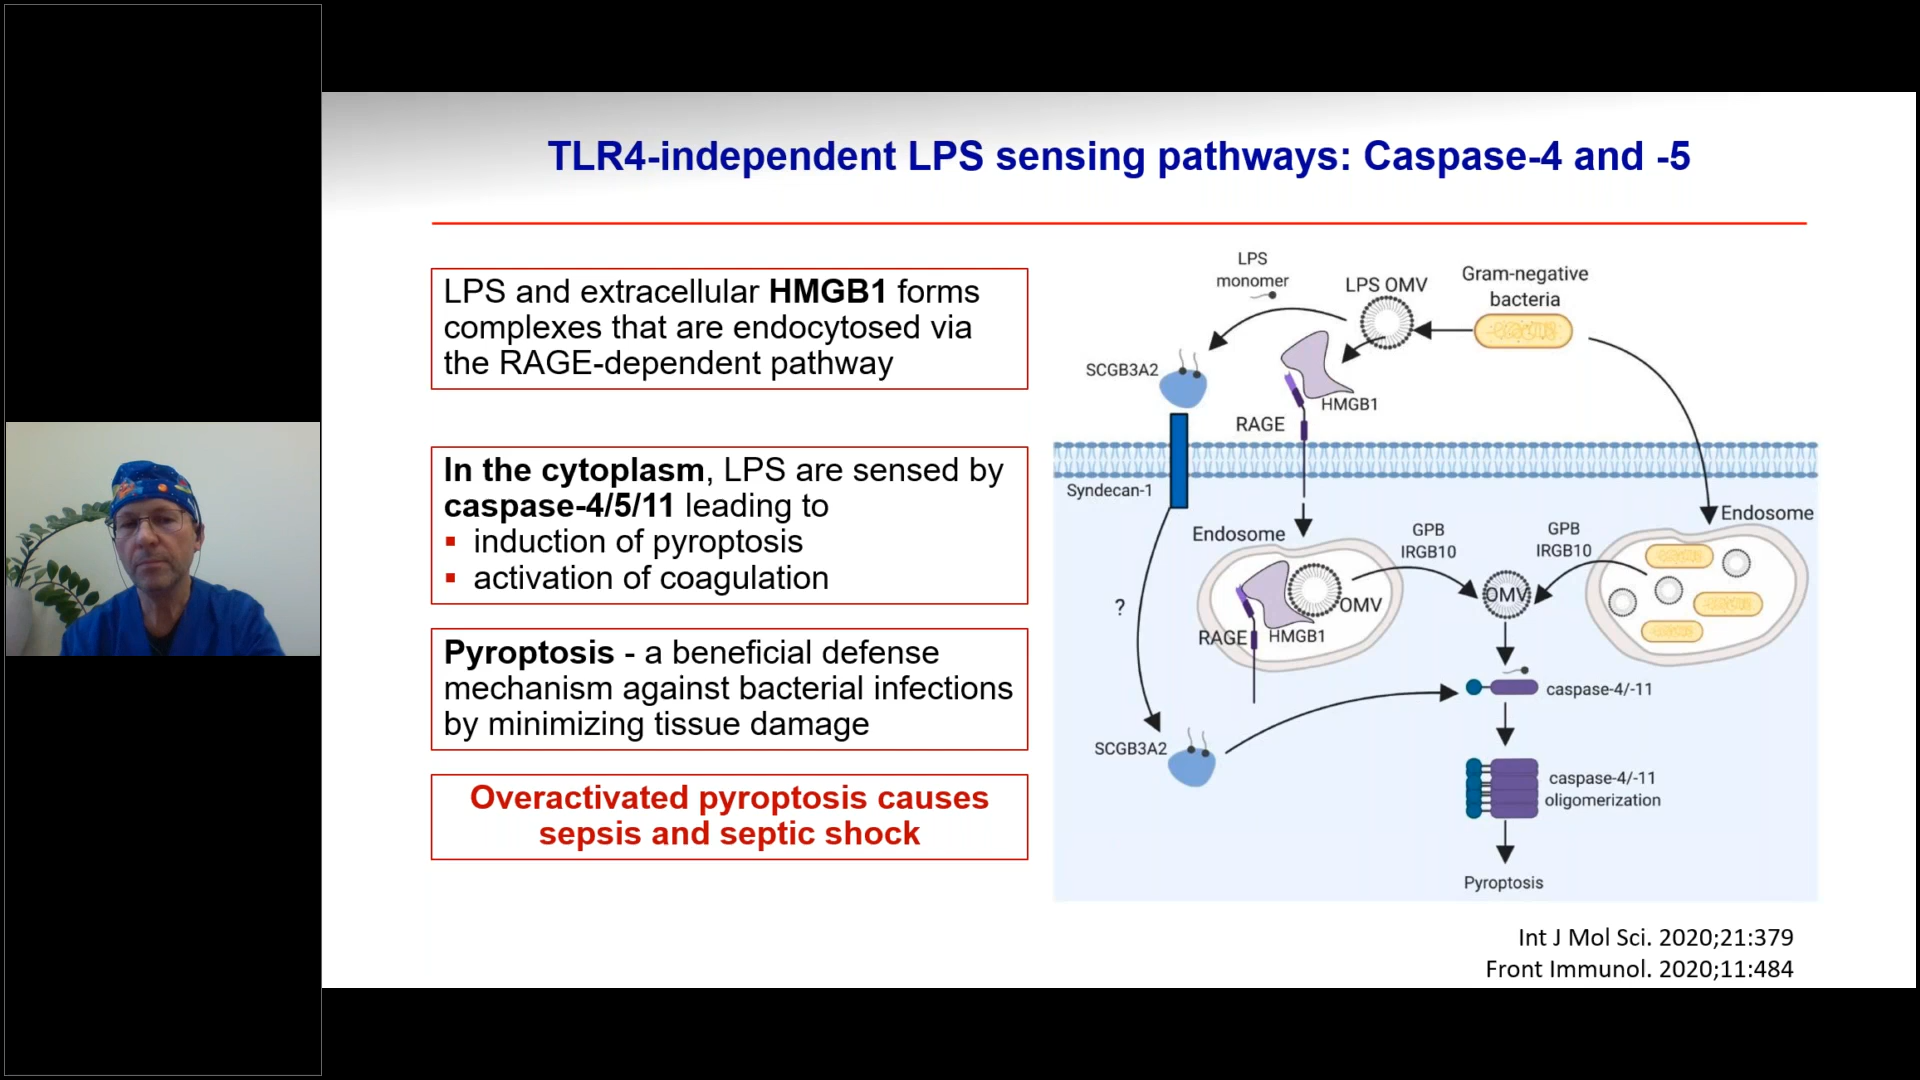 TLR4-independent LPS sensing pathways: Caspase-4 and -5
LPS and extracellular HMGB1 forms
complexes that are endocytosed via
the RAGE-dependent pathway
In the cytoplasm, LPS are sensed by
caspase-4/5/11 leading to
▪ induction of pyroptosis
▪ activation of coagulation
Pyroptosis - a beneficial defense
mechanism against bacterial infections
by minimizing tissue damage
Overactivated pyroptosis causes
sepsis and septic shock
LPS
monomer
LPS OMV
Gram-negative
bacteria
SCGB3A2
HMGB1
RAGE
Syndecan-1
Endosome
GPB
IRGB10
GPB
IRGB10
Endosome
OMV
OMV
RAGE
HMGB1
?
caspase-4/-11
SCGB3A2
caspase-4/-11
oligomerization
Pyroptosis
Int J Mol Sci. 2020;21:379
Front Immunol. 2020;11:484